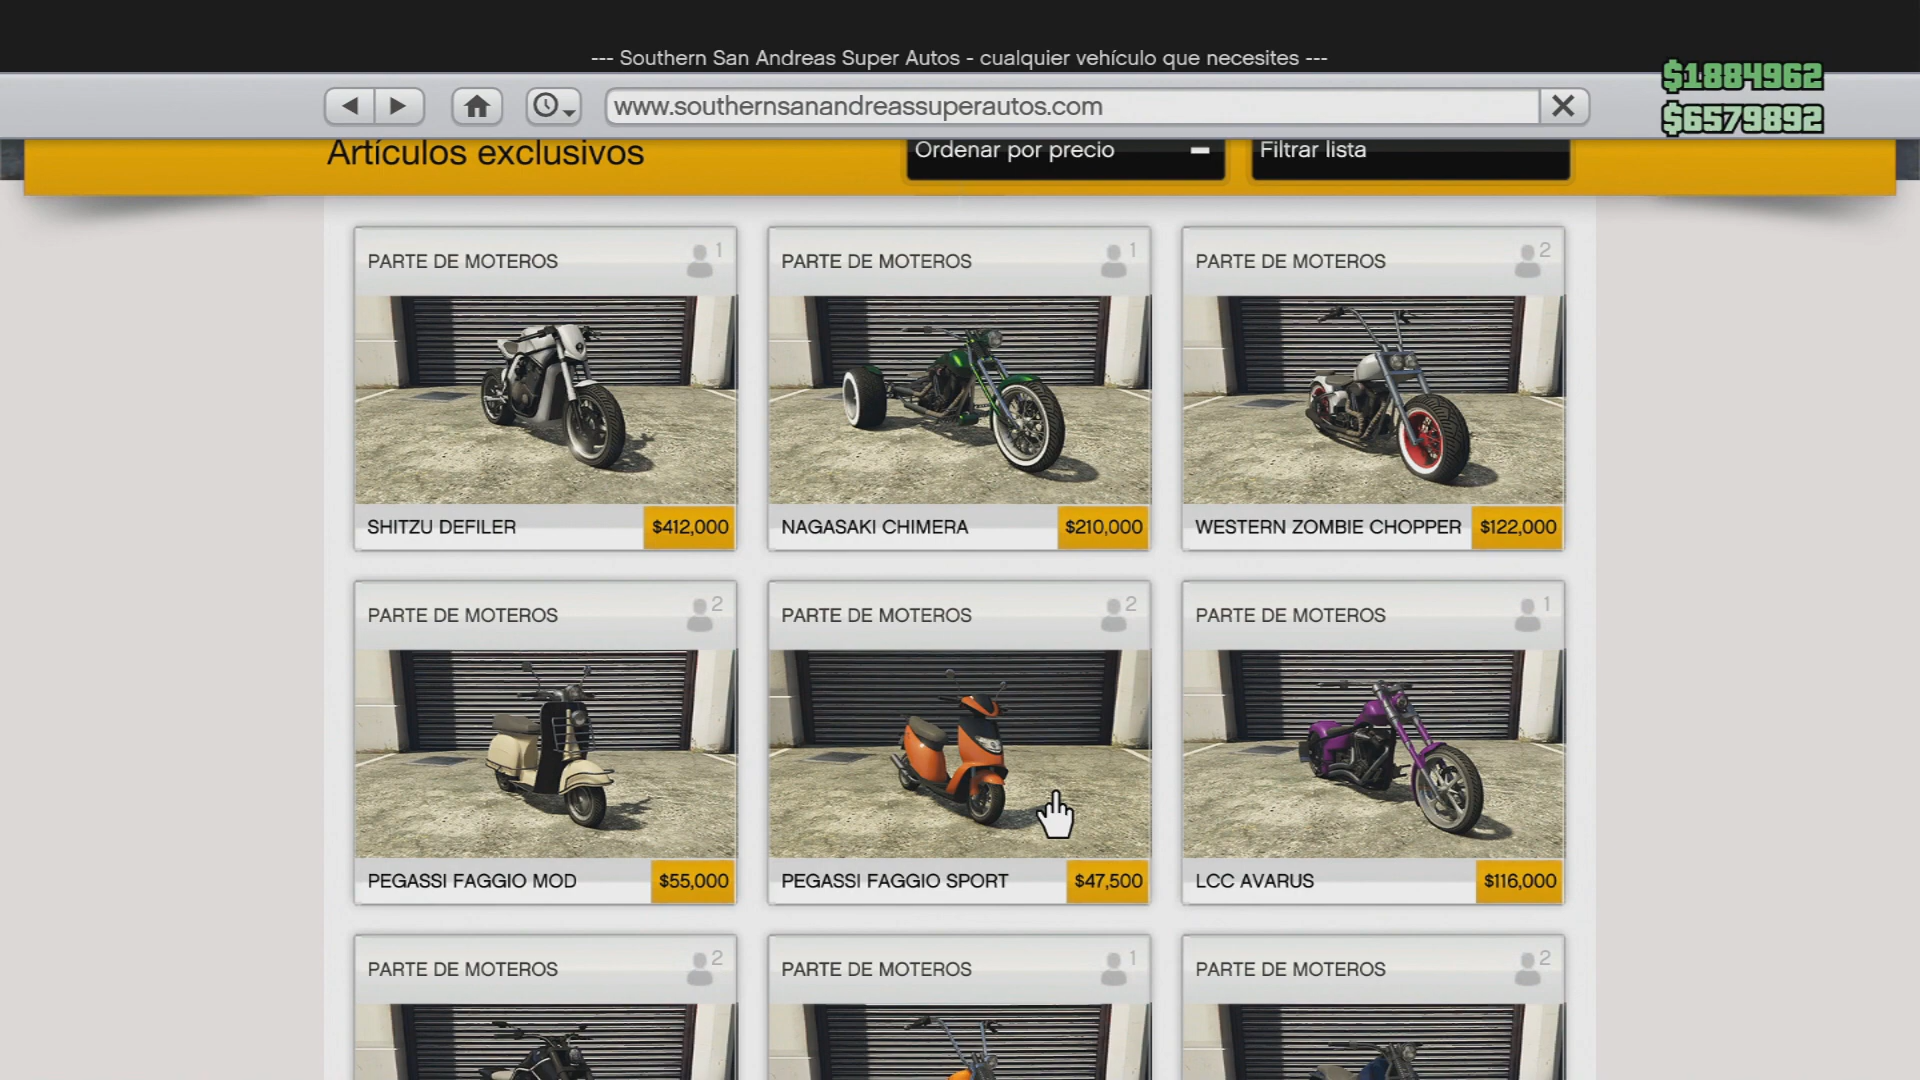 --- Southern San Andreas Super Autos - cualquier vehículo que necesites ---
$1884962
www.southernsanandreassuperautos.com
$6579892
Artículos exclusivos
Ordenar por precio
Filtrar lista
PARTE DE MOTEROS 1
PARTE DE MOTEROS 1
PARTE DE MOTEROS 2
SHITZU DEFILER $412,000
NAGASAKI CHIMERA $210,000
WESTERN ZOMBIE CHOPPER $122,000
PARTE DE MOTEROS 2
PARTE DE MOTEROS 2
PARTE DE MOTEROS 1
PEGASSI FAGGIO MOD $55,000
PEGASSI FAGGIO SPORT $47,500
LCC AVARUS $116,000
PARTE DE MOTEROS 2
PARTE DE MOTEROS 1
PARTE DE MOTEROS 2